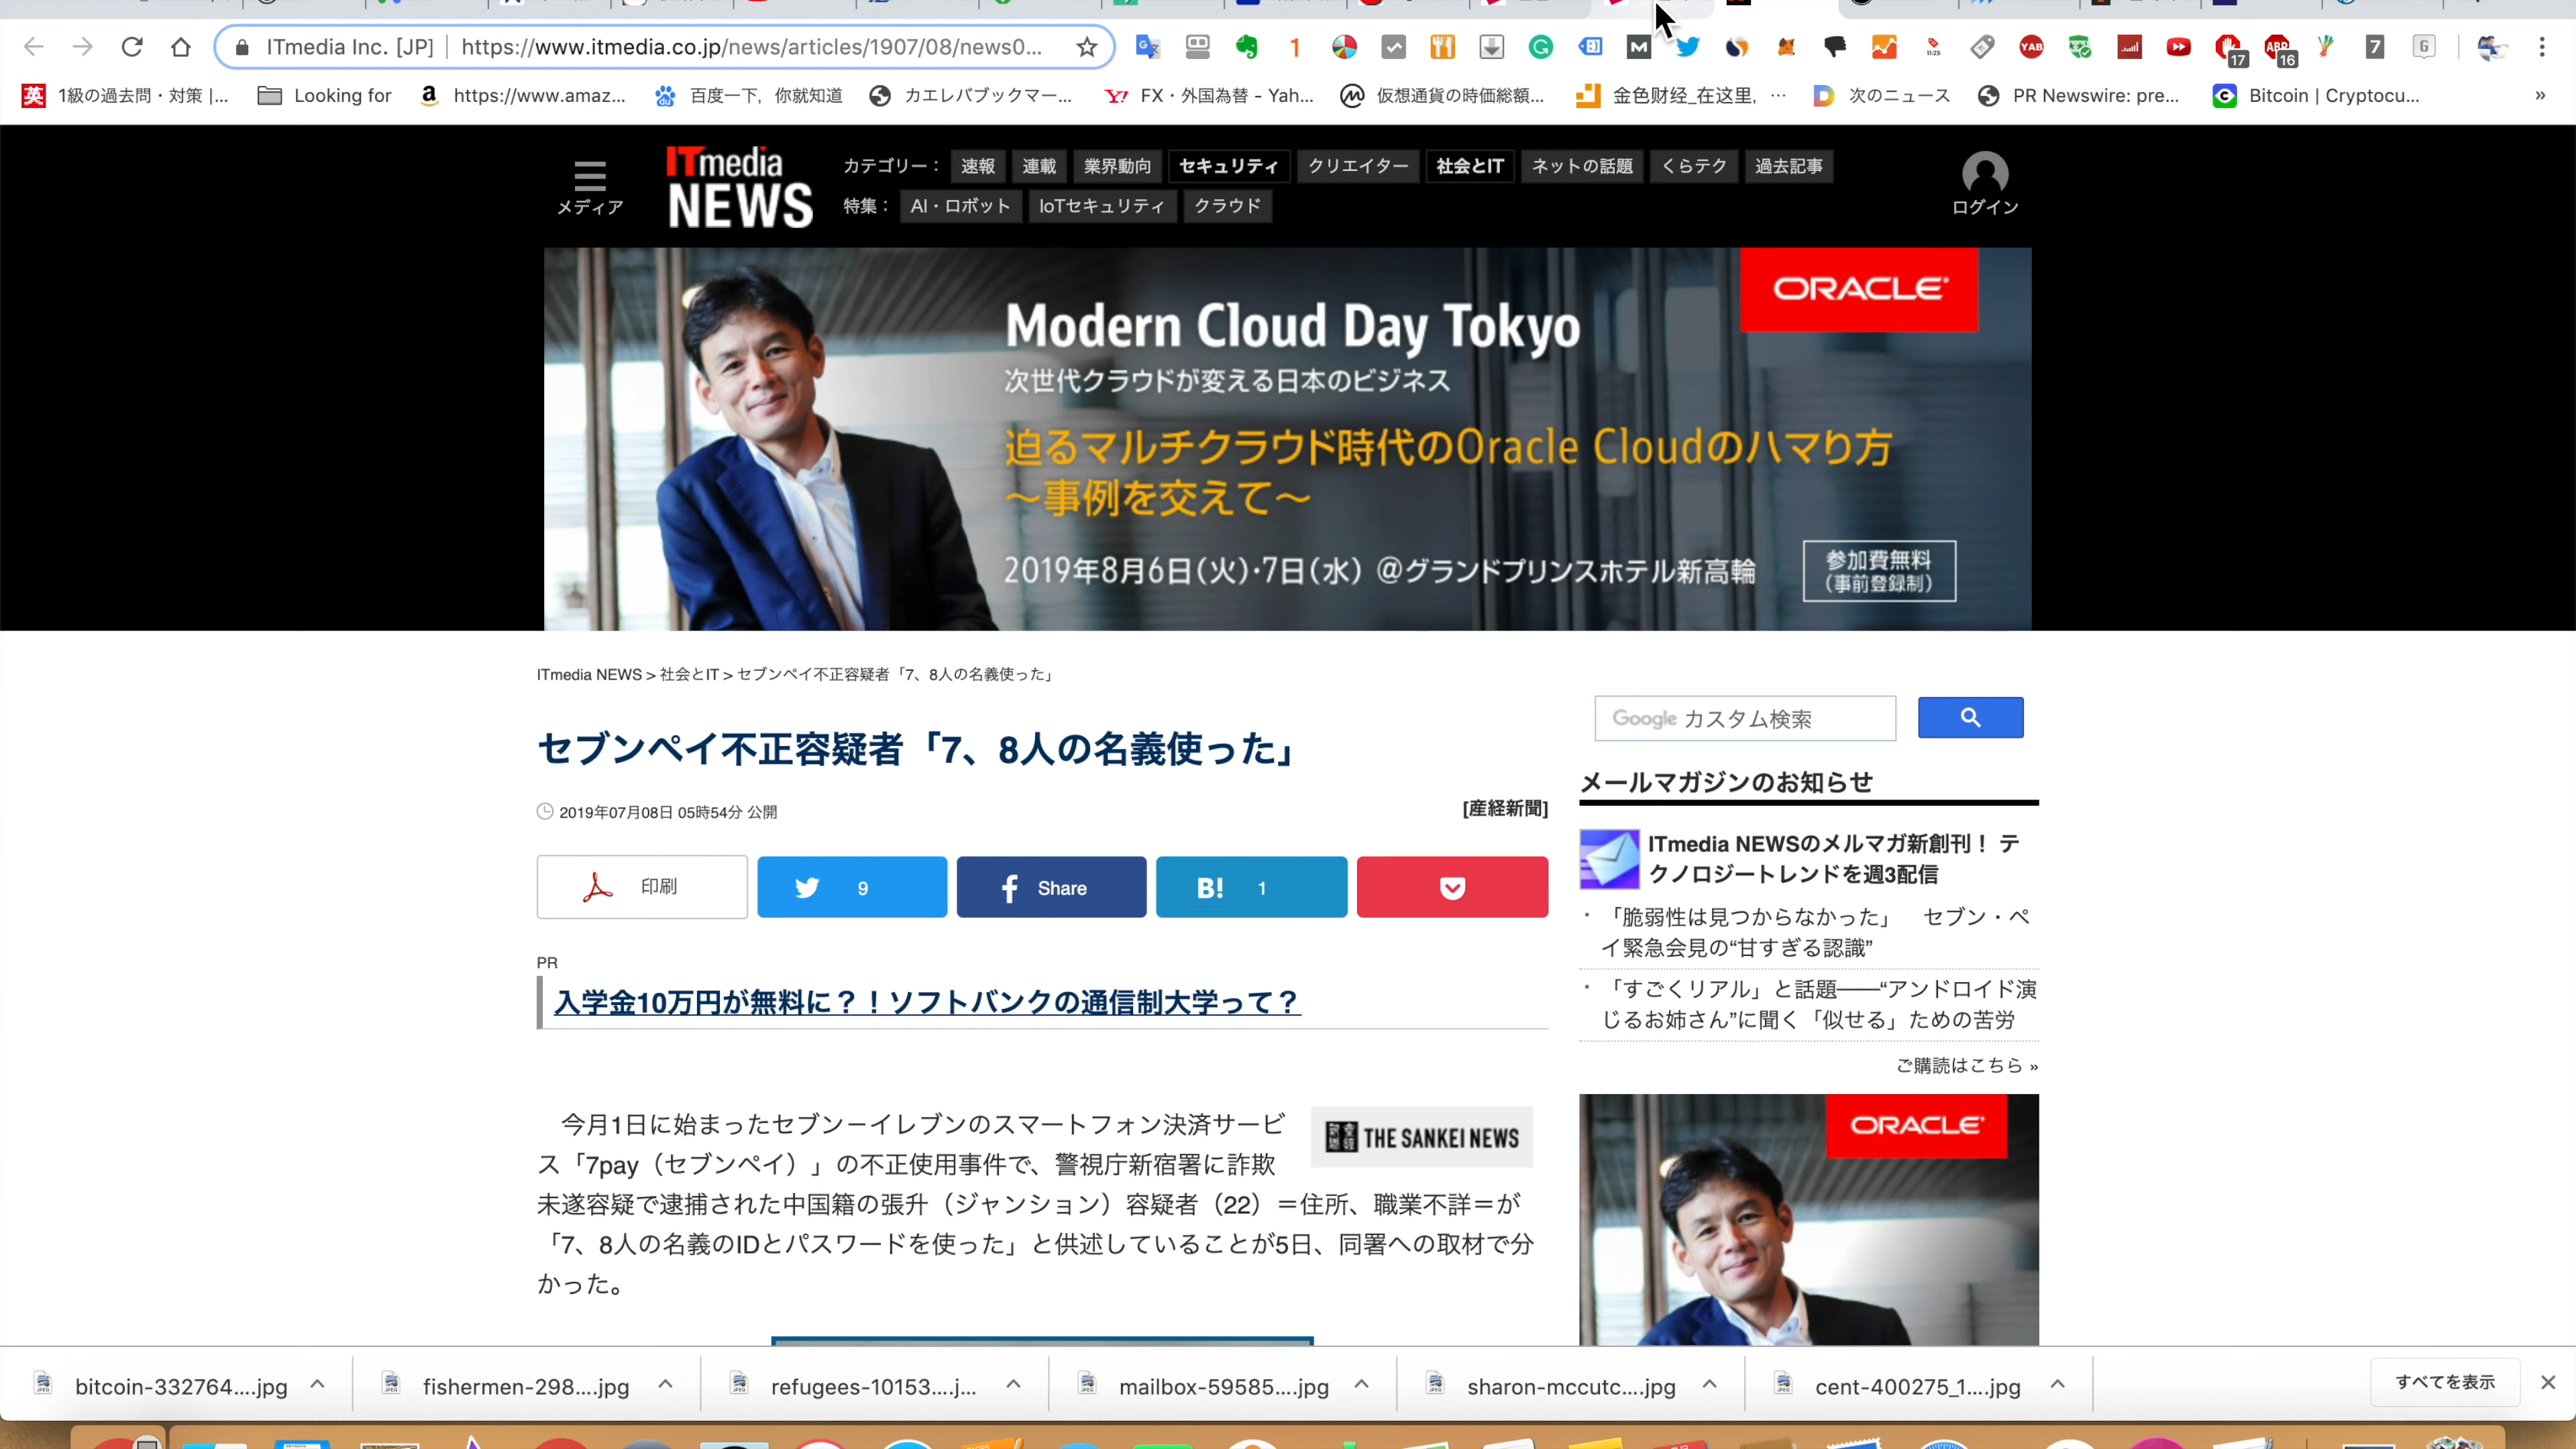 ITmedia Inc. [JP] https://www.itmedia.co.jp/news/articles/1907/08/news0...
1
11:25
YAB
17
ABP
16
7
G
英 1級の過去問・対策 |...
Looking for
https://www.amaz...
百度一下，你就知道
カエレバブックマー...
FX・外国為替 - Yah...
仮想通貨の時価総額...
金色财经_在这里, ...
次のニュース
PR Newswire: pre...
Bitcoin | Cryptocu...
»
メディア
ITmedia
NEWS
カテゴリー： 速報 連載 業界動向 セキュリティ クリエイター 社会とIT ネットの話題 くらテク 過去記事
特集： AI・ロボット IoTセキュリティ クラウド
ログイン
ORACLE
Modern Cloud Day Tokyo
次世代クラウドが変える日本のビジネス
迫るマルチクラウド時代のOracle Cloudのハマり方
～事例を交えて～
2019年8月6日(火)・7日(水) @グランドプリンスホテル新高輪
参加費無料
(事前登録制)
ITmedia NEWS > 社会とIT > セブンペイ不正容疑者「7、8人の名義使った」
セブンペイ不正容疑者「7、8人の名義使った」
2019年07月08日 05時54分 公開
[産経新聞]
印刷
9
Share
B! 1
PR
入学金10万円が無料に？！ソフトバンクの通信制大学って？
今月1日に始まったセブン－イレブンのスマートフォン決済サービ
ス「7pay（セブンペイ）」の不正使用事件で、警視庁新宿署に詐欺
未遂容疑で逮捕された中国籍の張升（ジャンション）容疑者（22）＝住所、職業不詳＝が
「7、8人の名義のIDとパスワードを使った」と供述していることが5日、同署への取材で分
かった。
産経新聞 THE SANKEI NEWS
Google カスタム検索
メールマガジンのお知らせ
ITmedia NEWSのメルマガ新創刊！ テ
クノロジートレンドを週3配信
・「脆弱性は見つからなかった」 セブン・ペ
イ緊急会見の“甘すぎる認識”
・「すごくリアル」と話題――“アンドロイド演
じるお姉さん”に聞く「似せる」ための苦労
ご購読はこちら »
ORACLE
bitcoin-332764....jpg
fishermen-298....jpg
refugees-10153....j...
mailbox-59585....jpg
sharon-mccutc....jpg
cent-400275_1....jpg
すべてを表示